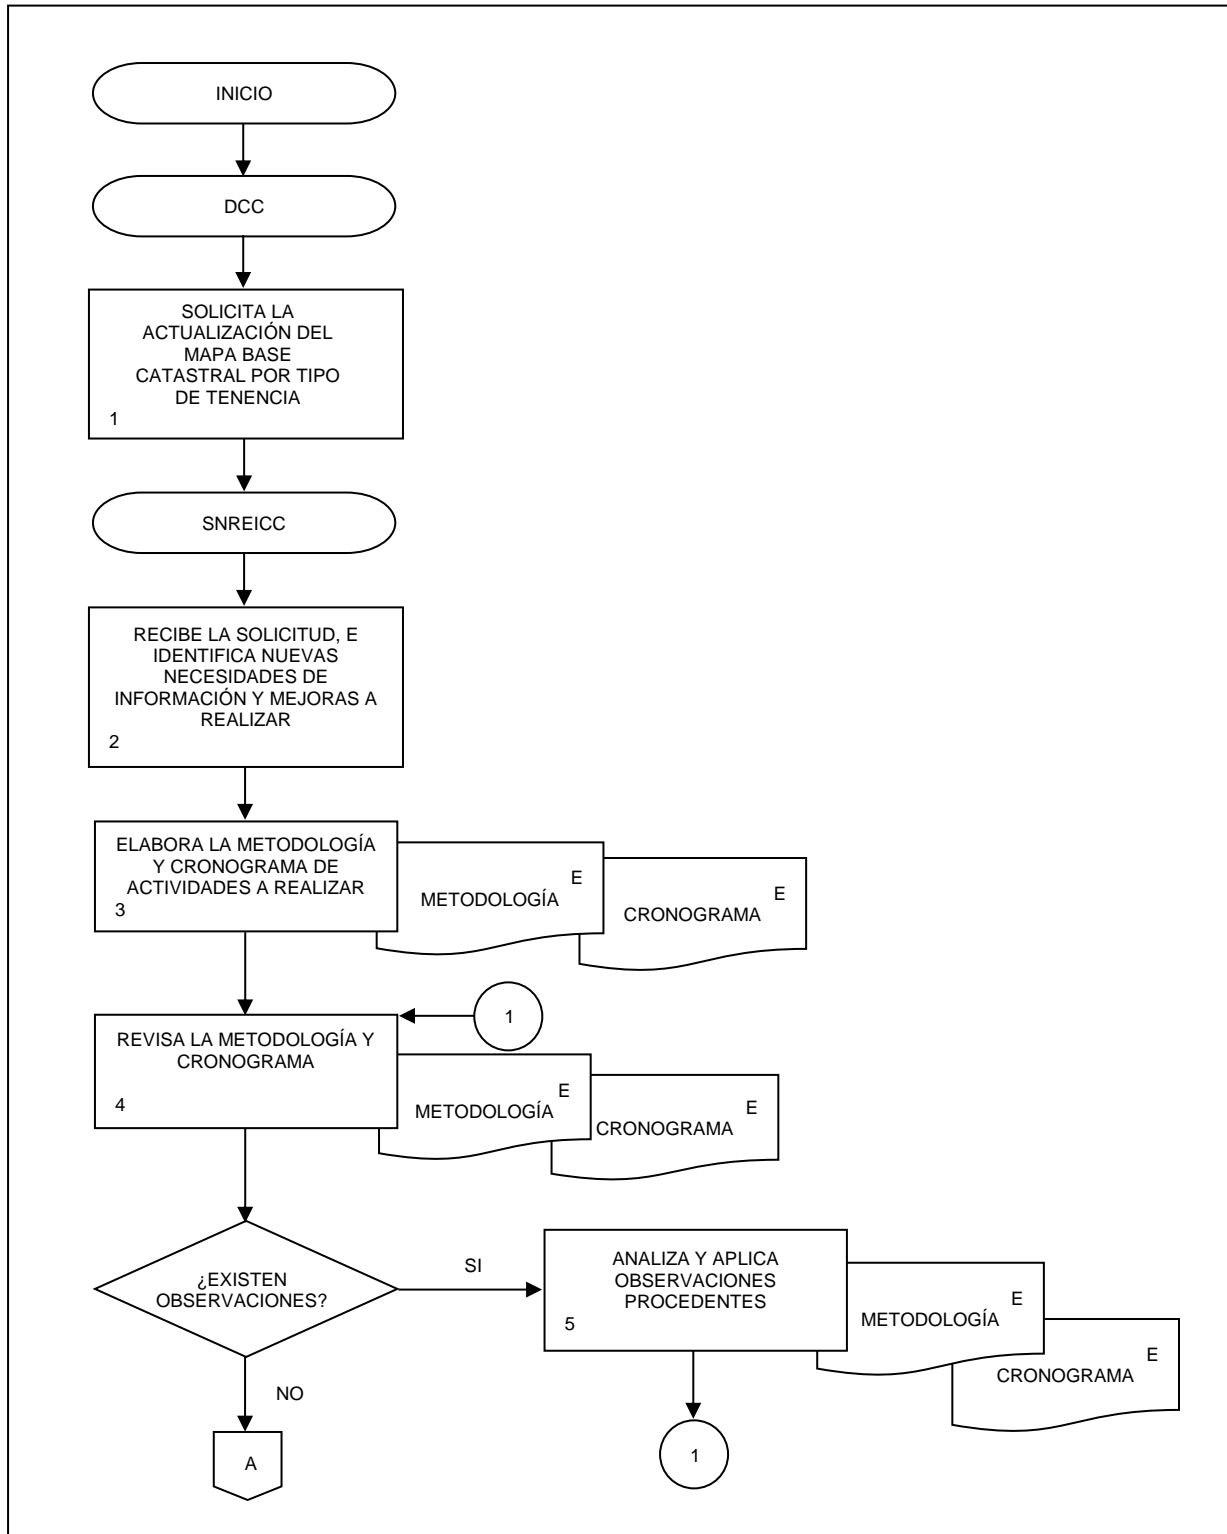 INICIO
DCC
SOLICITA LA
ACTUALIZACIÓN DEL
MAPA BASE
CATASTRAL POR TIPO
DE TENENCIA
1
SNREICC
RECIBE LA SOLICITUD, E
IDENTIFICA NUEVAS
NECESIDADES DE
INFORMACIÓN Y MEJORAS A
REALIZAR
2
ELABORA LA METODOLOGÍA
Y CRONOGRAMA DE
ACTIVIDADES A REALIZAR
3
E
METODOLOGÍA
E
CRONOGRAMA
1
REVISA LA METODOLOGÍA Y
CRONOGRAMA
4
E
METODOLOGÍA
E
CRONOGRAMA
¿EXISTEN
OBSERVACIONES?
SI
ANALIZA Y APLICA
OBSERVACIONES
PROCEDENTES
5
E
METODOLOGÍA
E
CRONOGRAMA
NO
A
1